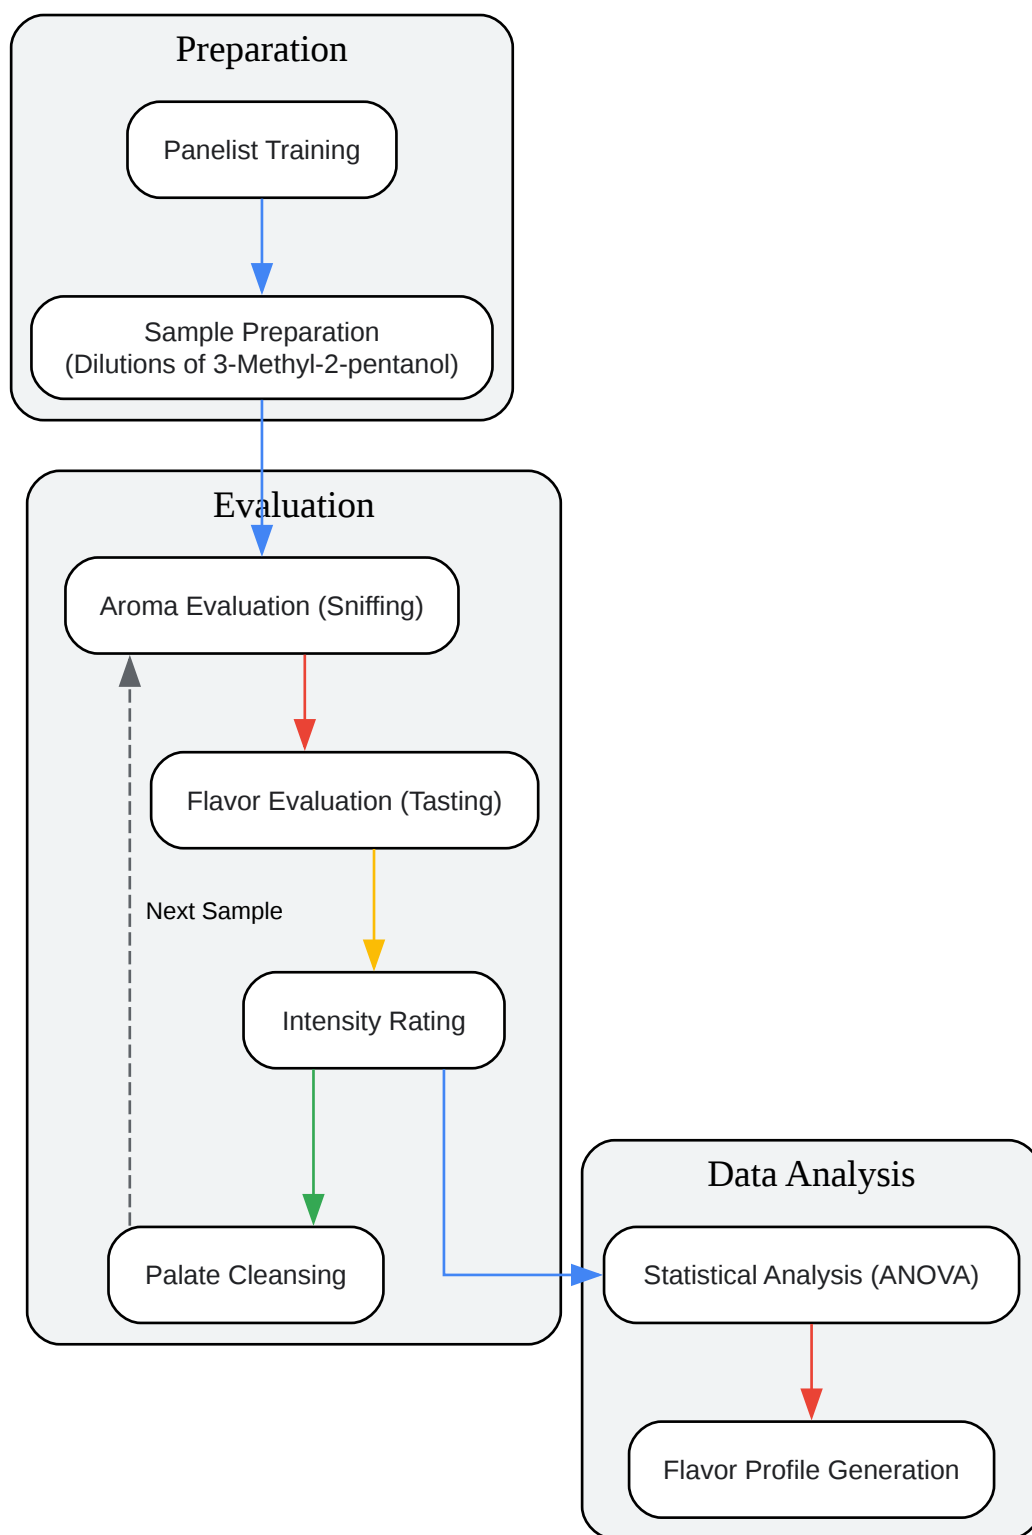 Preparation
Panelist Training
Sample Preparation
(Dilutions of 3-Methyl-2-pentanol)
Evaluation
Aroma Evaluation (Sniffing)
Flavor Evaluation (Tasting)
Next Sample
Intensity Rating
Palate Cleansing
Data Analysis
Statistical Analysis (ANOVA)
Flavor Profile Generation